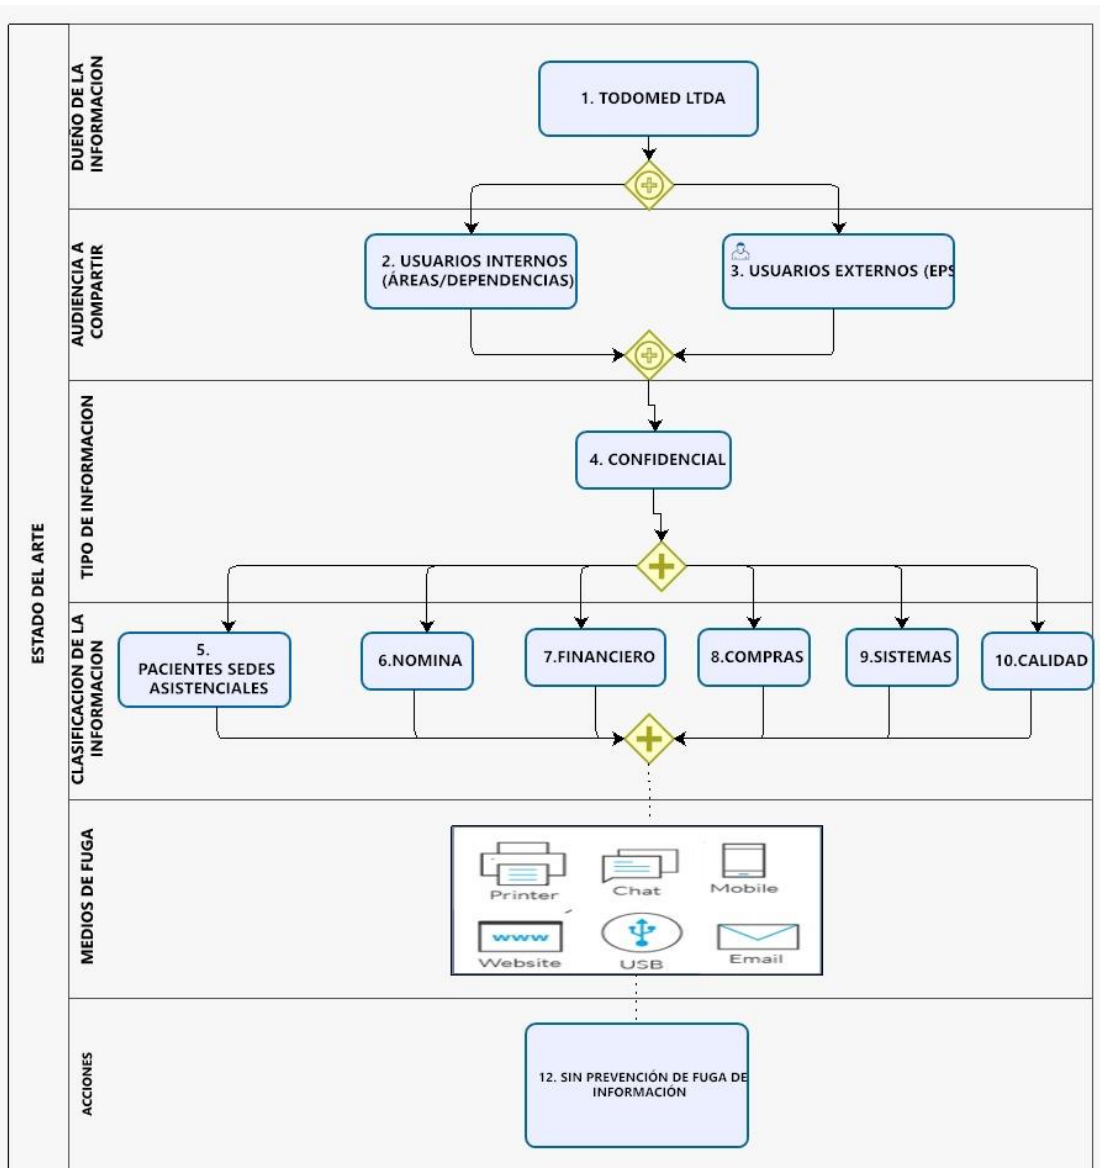 ESTADO DEL ARTE
DUEÑO DE LA
INFORMACION
1. TODOMED LTDA
AUDIENCIA A
COMPARTIR
2. USUARIOS INTERNOS
(ÁREAS/DEPENDENCIAS)
3. USUARIOS EXTERNOS (EPS
TIPO DE INFORMACION
4. CONFIDENCIAL
CLASIFICACION DE LA
INFORMACION
5.
PACIENTES SEDES
ASISTENCIALES
6.NOMINA
7.FINANCIERO
8.COMPRAS
9.SISTEMAS
10.CALIDAD
MEDIOS DE FUGA
Printer
Chat
Mobile
www
Website
USB
Email
ACCIONES
12. SIN PREVENCIÓN DE FUGA DE
INFORMACIÓN